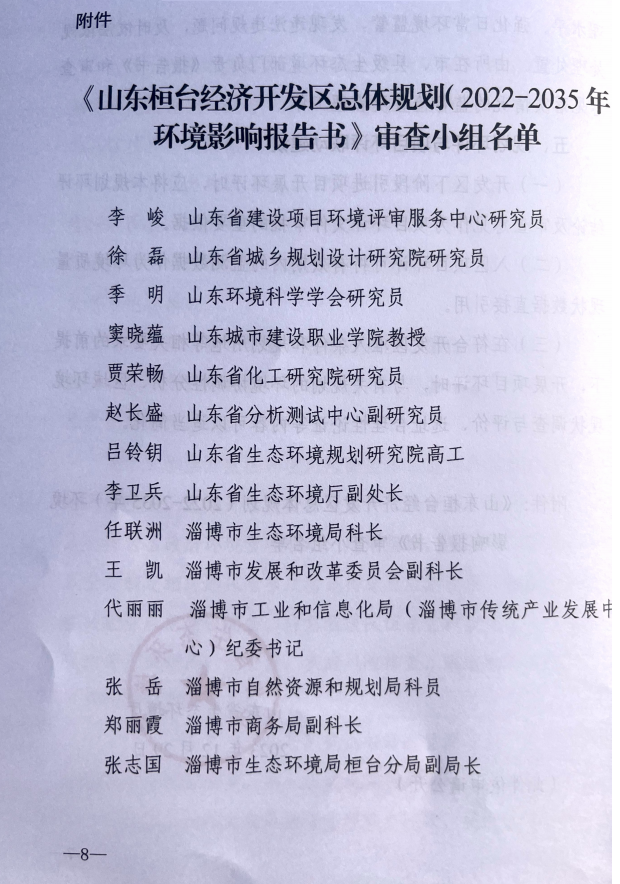 附件
《山东桓台经济开发区总体规划(2022-2035年
环境影响报告书》审查小组名单
李 峻 山东省建设项目环境评审服务中心研究员
徐 磊 山东省城乡规划设计研究院研究员
季 明 山东环境科学学会研究员
窦晓蕴 山东城市建设职业学院教授
贾荣畅 山东省化工研究院研究员
赵长盛 山东省分析测试中心副研究员
吕铃钥 山东省生态环境规划研究院高工
李卫兵 山东省生态环境厅副处长
任联洲 淄博市生态环境局科长
王 凯 淄博市发展和改革委员会副科长
代丽丽 淄博市工业和信息化局（淄博市传统产业发展中
心）纪委书记
张 岳 淄博市自然资源和规划局科员
郑丽霞 淄博市商务局副科长
张志国 淄博市生态环境局桓台分局副局长
—8—